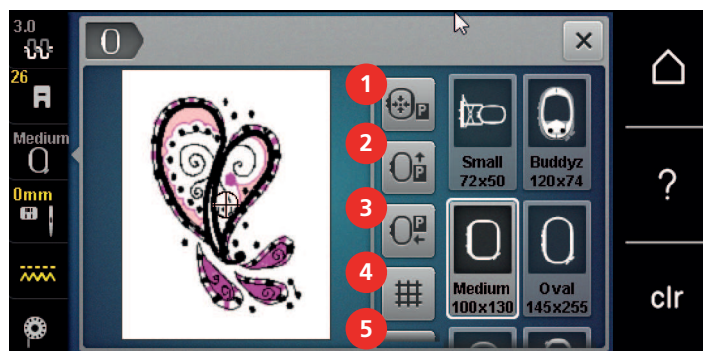 3.0
26
Medium
0mm
1
P
2
P
3
P
4
5
Small
72x50
Buddyz
120x74
Medium
100x130
Oval
145x255
?
clr